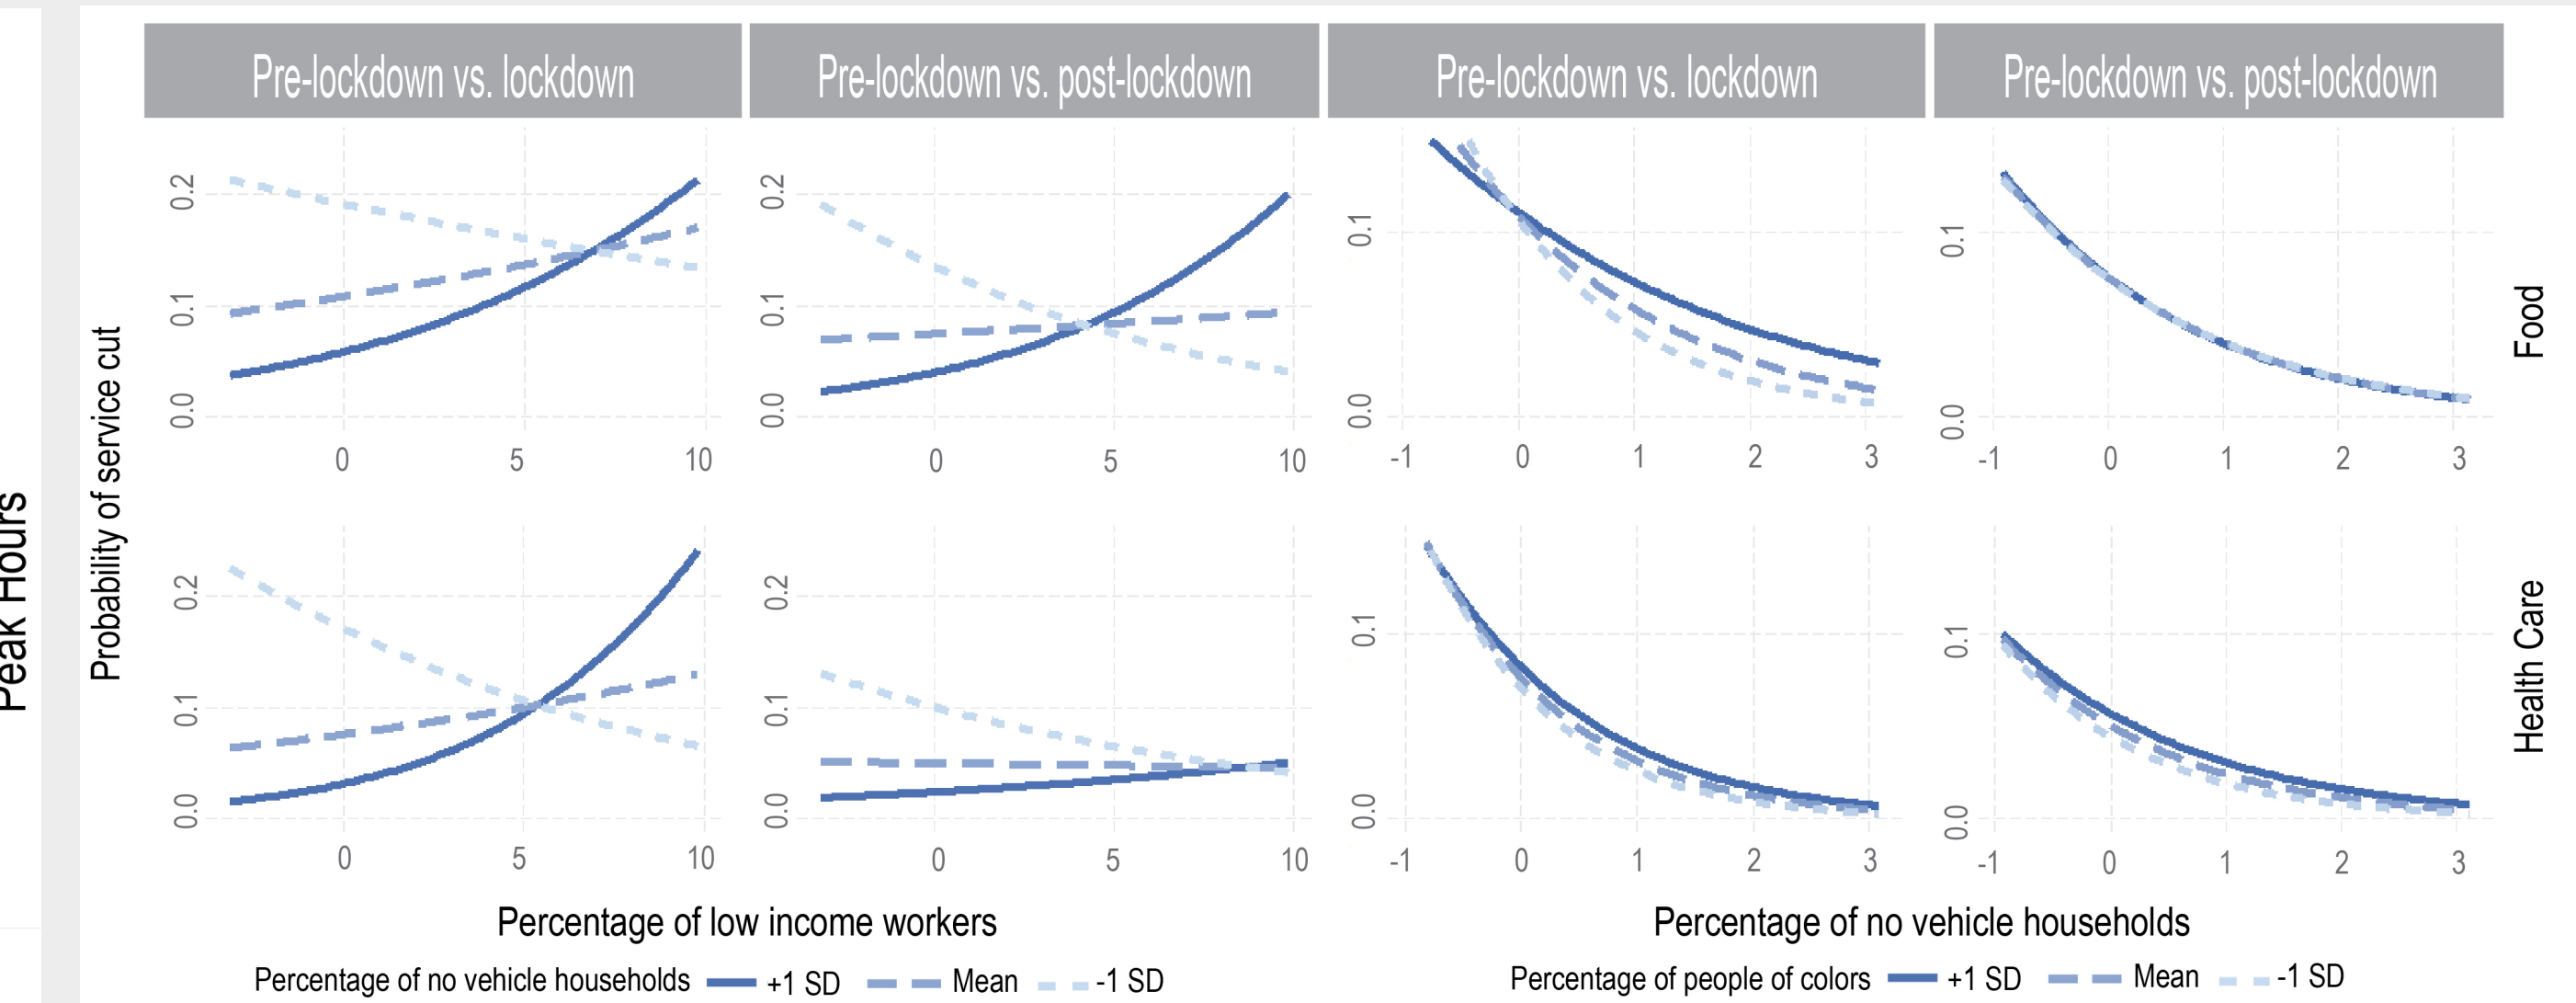 Peak Hours
Pre-lockdown vs. lockdown
Pre-lockdown vs. post-lockdown
Pre-lockdown vs. lockdown
Pre-lockdown vs. post-lockdown
Probability of service cut
0.2
0.1
0.0
0 5 10
0.2
0.1
0.0
0 5 10
0.1
0.0
-1 0 1 2 3
0.1
0.0
-1 0 1 2 3
Food
0.2
0.1
0.0
0 5 10
0.2
0.1
0.0
0 5 10
0.1
0.0
-1 0 1 2 3
0.1
0.0
-1 0 1 2 3
Health Care
Percentage of low income workers
Percentage of no vehicle households
Percentage of no vehicle households +1 SD Mean -1 SD
Percentage of people of colors +1 SD Mean -1 SD